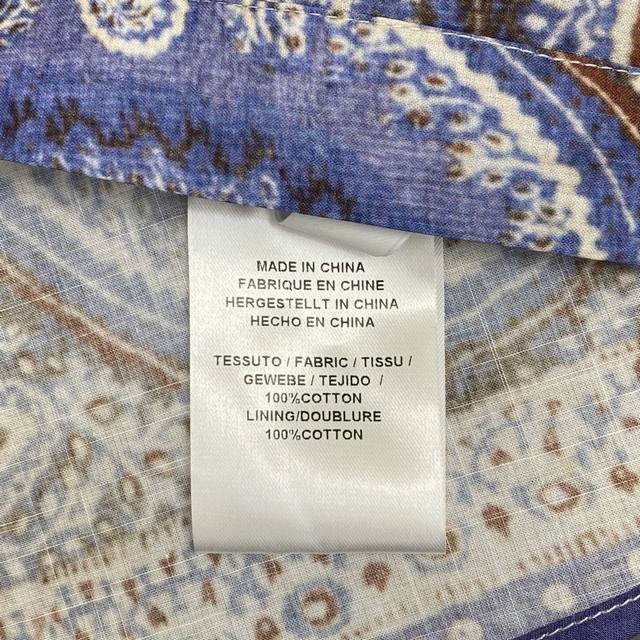 MADE IN CHINA
FABRIQUE EN CHINE
HERGESTELLT IN CHINA
HECHO EN CHINA
TESSUTO / FABRIC / TISSU /
GEWEBE / TEJIDO /
100%COTTON
LINING/DOUBLURE
100%COTTON